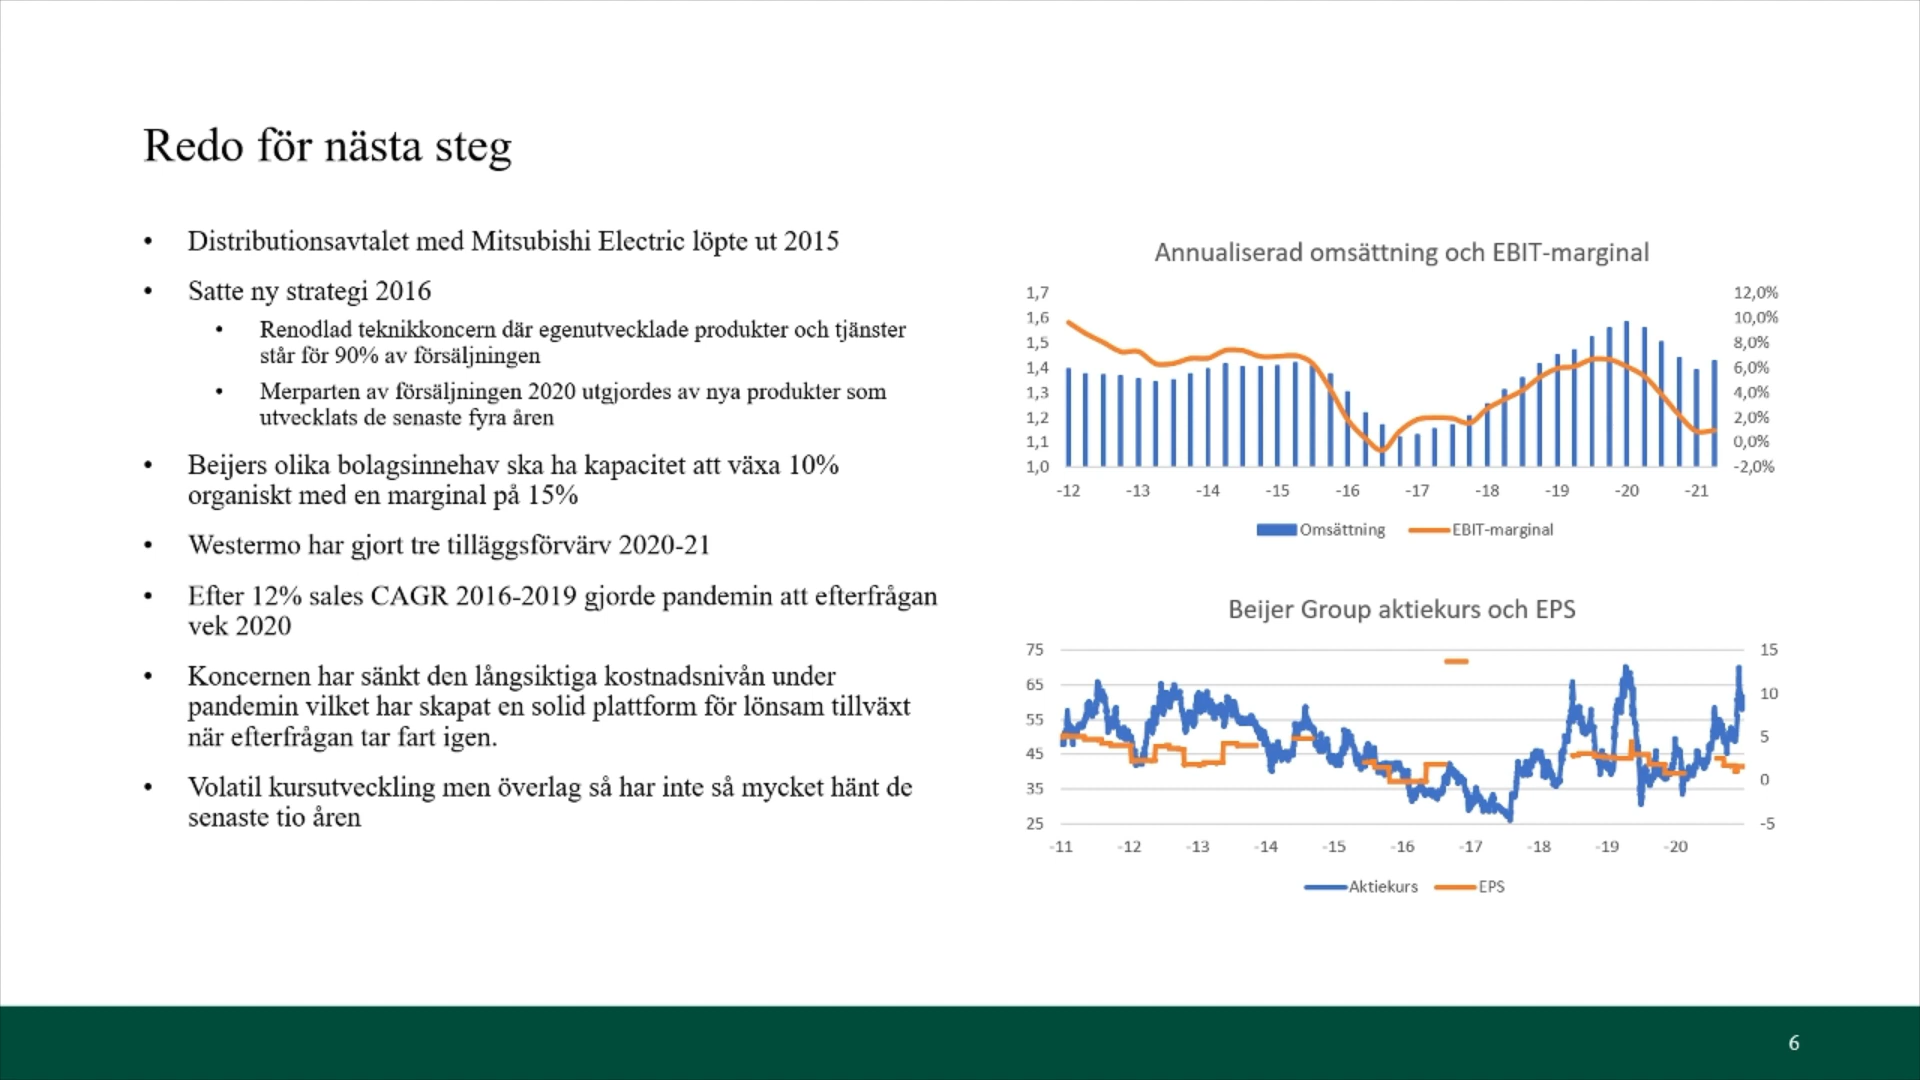 Redo för nästa steg
• Distributionsavtalet med Mitsubishi Electric löpte ut 2015
• Satte ny strategi 2016
• Renodlad teknikkoncern där egenutvecklade produkter och tjänster
står för 90% av försäljningen
• Merparten av försäljningen 2020 utgjordes av nya produkter som
utvecklats de senaste fyra åren
• Beijers olika bolagsinnehav ska ha kapacitet att växa 10%
organiskt med en marginal på 15%
• Westermo har gjort tre tilläggsförvärv 2020-21
• Efter 12% sales CAGR 2016-2019 gjorde pandemin att efterfrågan
vek 2020
• Koncernen har sänkt den långsiktiga kostnadsnivån under
pandemin vilket har skapat en solid plattform för lönsam tillväxt
när efterfrågan tar fart igen.
• Volatil kursutveckling men överlag så har inte så mycket hänt de
senaste tio åren
Annualiserad omsättning och EBIT-marginal
1,7 12,0%
1,6 10,0%
1,5 8,0%
1,4 6,0%
1,3 4,0%
1,2 2,0%
1,1 0,0%
1,0 -2,0%
-12 -13 -14 -15 -16 -17 -18 -19 -20 -21
Omsättning EBIT-marginal
Beijer Group aktiekurs och EPS
75 15
65 10
55 5
45 0
35 -5
25
-11 -12 -13 -14 -15 -16 -17 -18 -19 -20
Aktiekurs EPS
6